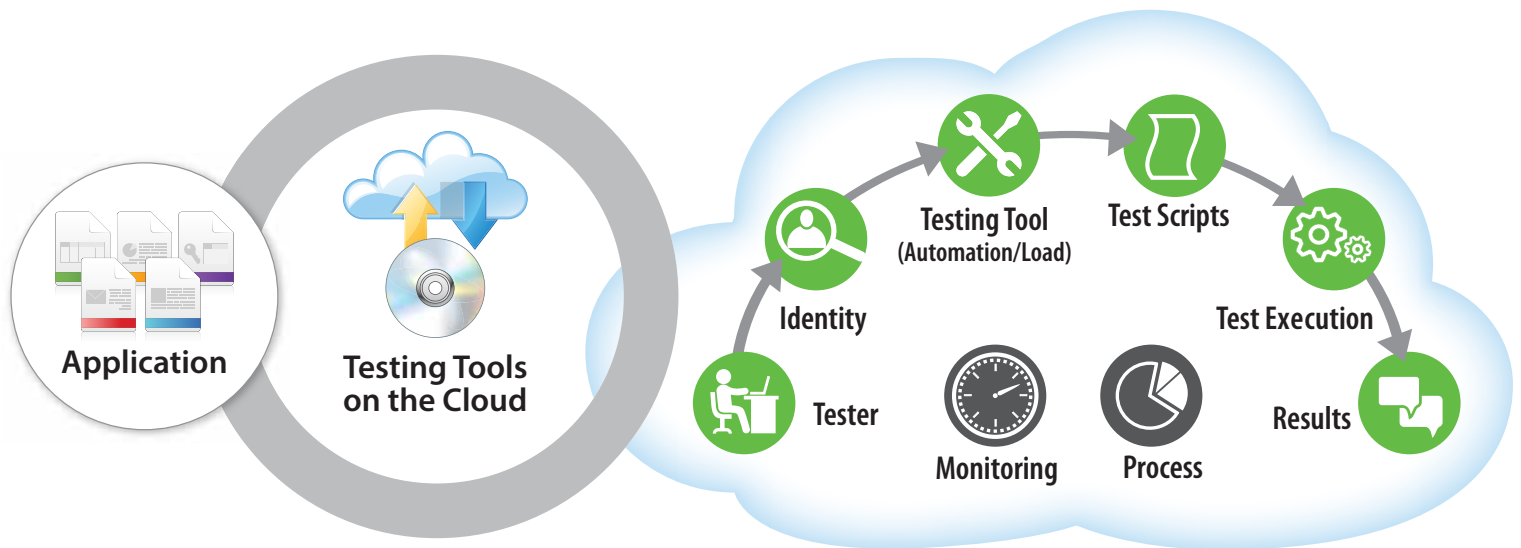 Application
Testing Tools
on the Cloud
Tester
Identity
Testing Tool
(Automation/Load)
Test Scripts
Test Execution
Results
Monitoring
Process